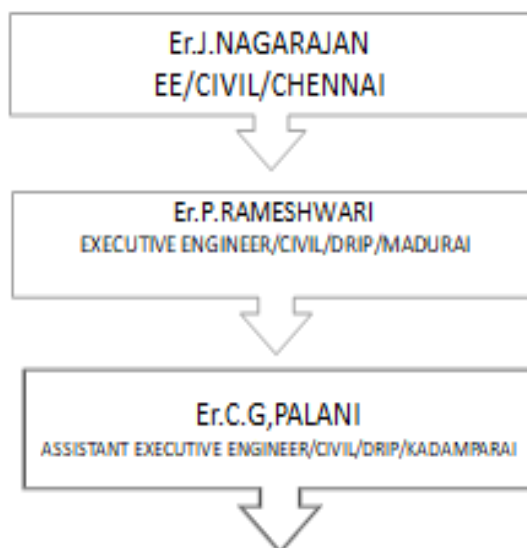 Er.J.NAGARAJAN
EE/CIVIL/CHENNAI
Er.P.RAMESHWARI
EXECUTIVE ENGINEER/CIVIL/DRIP/MADURAI
Er.C.G,PALANI
ASSISTANT EXECUTIVE ENGINEER/CIVIL/DRIP/KADAMPARAI